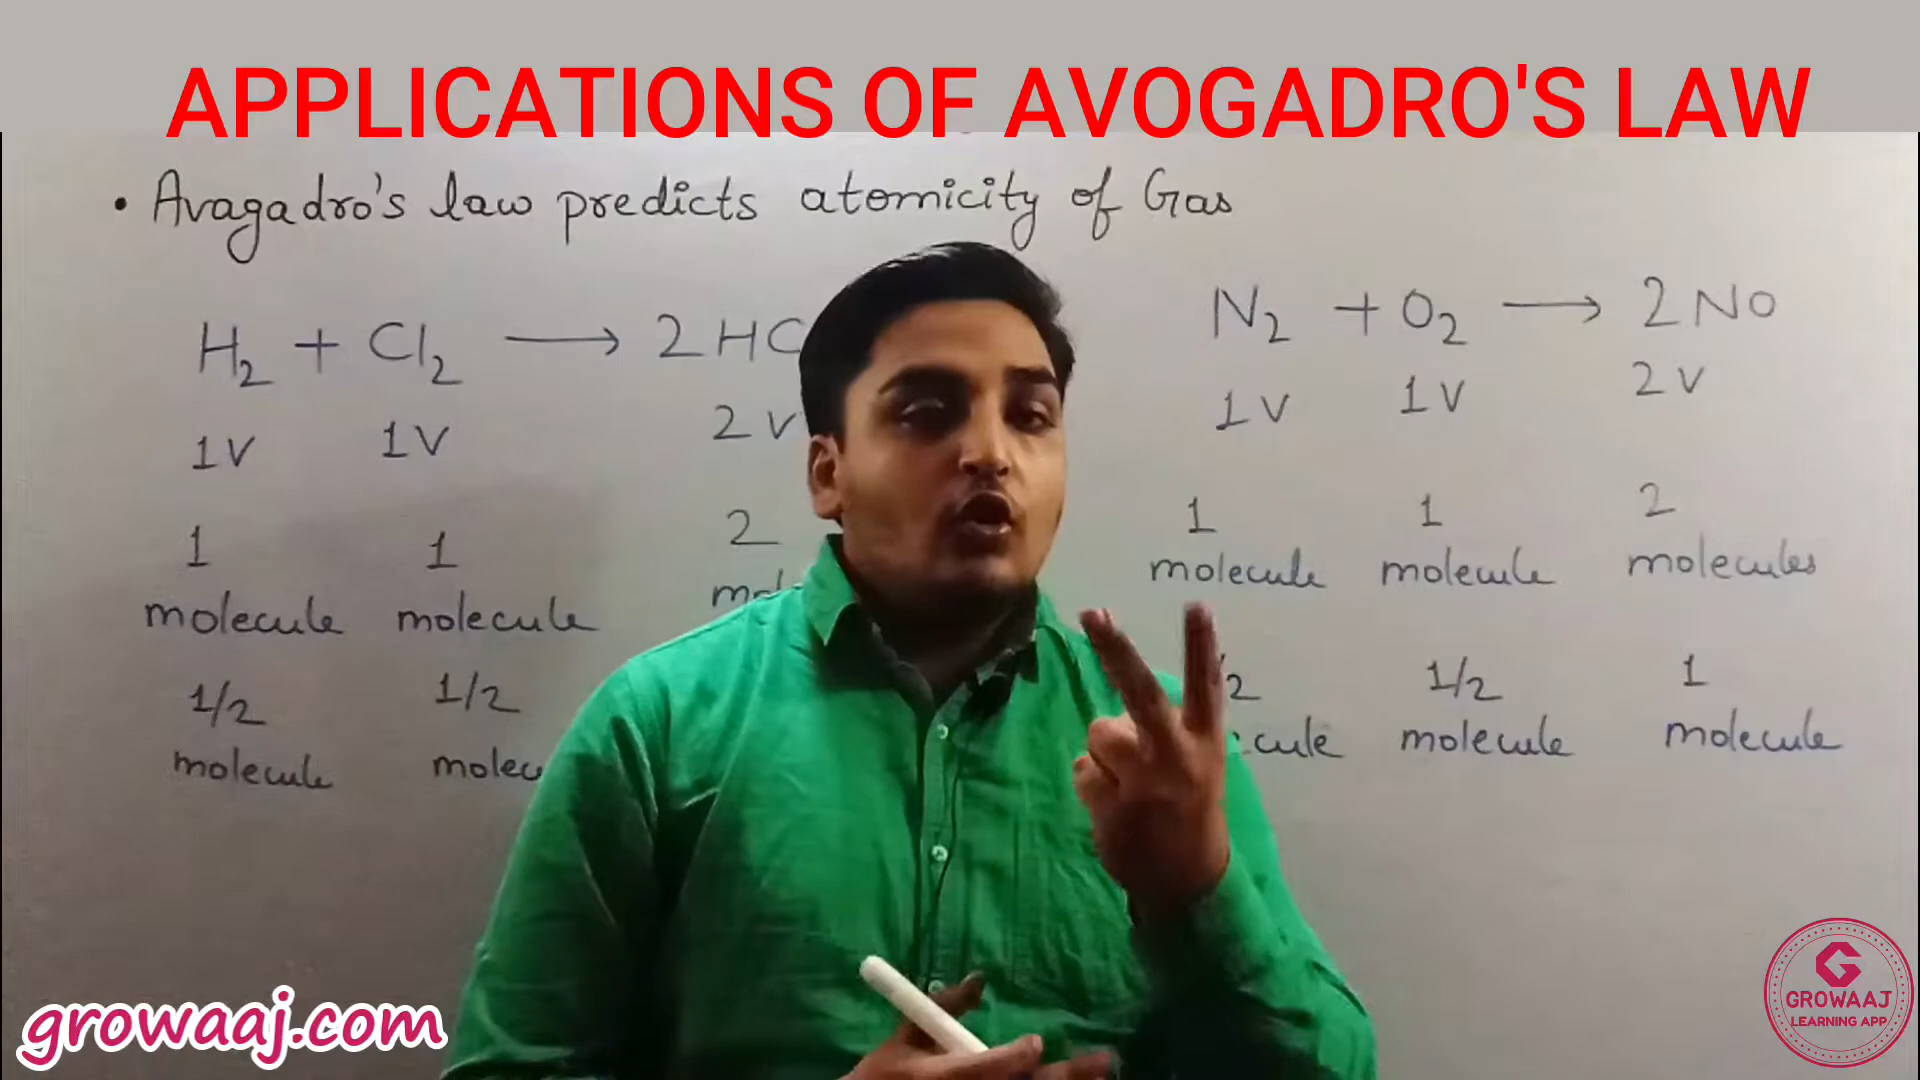 APPLICATIONS OF AVOGADRO'S LAW
• Avagadro's law predicts atomicity of Gas
H₂ + Cl₂ ⟶ 2HC
1V 1V 2V
1 1 2
molecule molecule
1/2 1/2
molecule
N₂ + O₂ ⟶ 2NO
1V 1V 2V
1 1 2
molecule molecule molecules
1/2 1
molecule molecule
growaaj.com
GROWAAJ
LEARNING APP